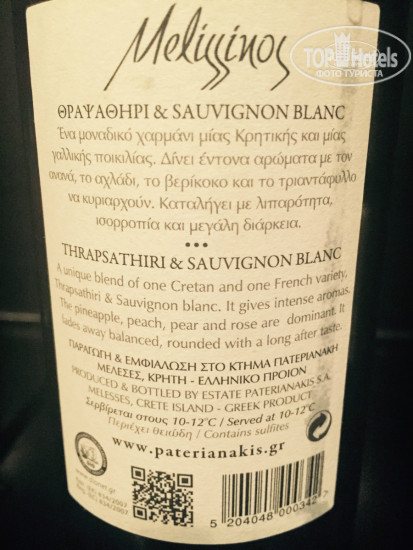 Melissinos
TOP Hotels
ФОТО ТУРИСТА
ΘΡΑΨΑΘΗΡΙ & SAUVIGNON BLANC
Ένα μοναδικό χαρμάνι μίας Κρητικής και μίας
γαλλικής ποικιλίας. Δίνει έντονα αρώματα με τον
ανανά, το αχλάδι, το βερίκοκο και το τριαντάφυλλο
να κυριαρχούν. Καταλήγει με λιπαρότητα,
ισορροπία και μεγάλη διάρκεια.
THRAPSATHIRI & SAUVIGNON BLANC
A unique blend of one Cretan and one French variety,
Thrapsathiri & Sauvignon blanc. It gives intense aromas.
The pineapple, peach, pear and rose are dominant. It
fades away balanced, rounded with a long after taste.
ΠΑΡΑΓΩΓΗ & ΕΜΦΙΑΛΩΣΗ ΣΤΟ ΚΤΗΜΑ ΠΑΤΕΡΙΑΝΑΚΗ
ΜΕΛΕΣΕΣ, ΚΡΗΤΗ - ΕΛΛΗΝΙΚΟ ΠΡΟΙΟΝ
PRODUCED & BOTTLED BY ESTATE PATERIANAKIS S.A.
MELESSES, CRETE ISLAND - GREEK PRODUCT
Σερβίρεται στους 10-12°C / Served at 10-12°C
Περιέχει θειώδη / Contains sulfites
www.paterianakis.gr
834/2007
834/2007
5 204048 000342